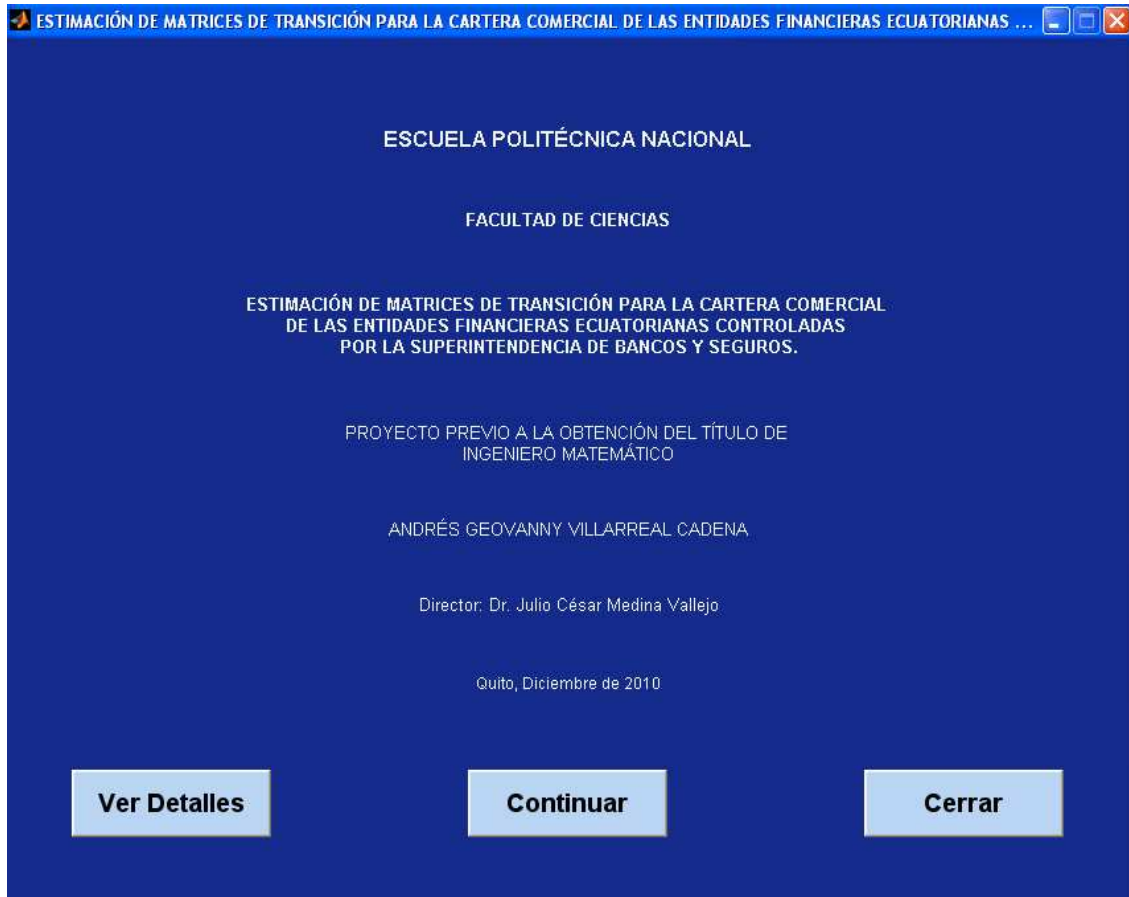 ESTIMACIÓN DE MATRICES DE TRANSICIÓN PARA LA CARTERA COMERCIAL DE LAS ENTIDADES FINANCIERAS ECUATORIANAS ...
ESCUELA POLITÉCNICA NACIONAL
FACULTAD DE CIENCIAS
ESTIMACIÓN DE MATRICES DE TRANSICIÓN PARA LA CARTERA COMERCIAL
DE LAS ENTIDADES FINANCIERAS ECUATORIANAS CONTROLADAS
POR LA SUPERINTENDENCIA DE BANCOS Y SEGUROS.
PROYECTO PREVIO A LA OBTENCIÓN DEL TÍTULO DE
INGENIERO MATEMÁTICO
ANDRÉS GEOVANNY VILLARREAL CADENA
Director: Dr. Julio César Medina Vallejo
Quito, Diciembre de 2010
Ver Detalles
Continuar
Cerrar